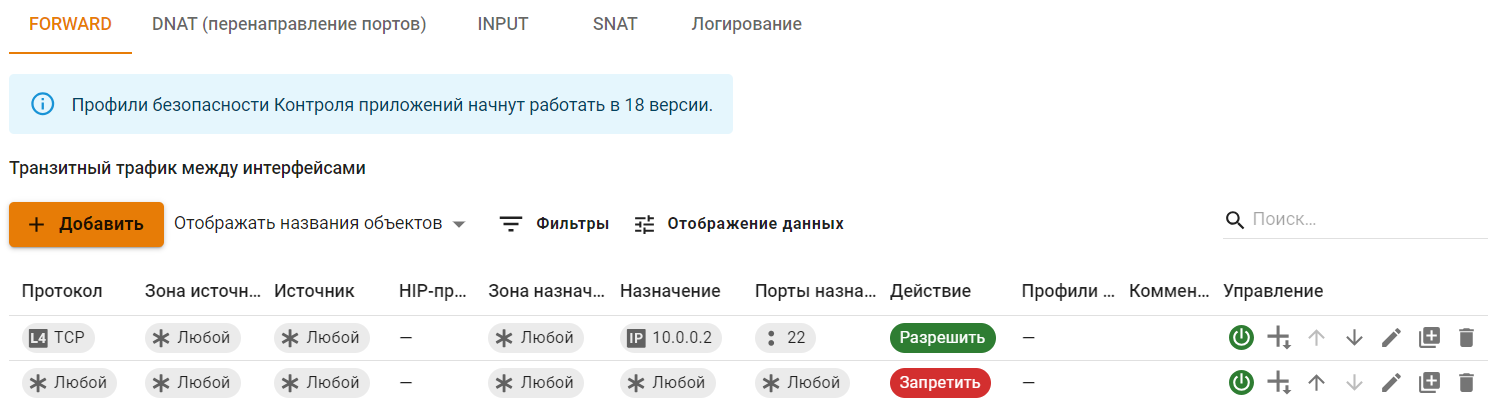 FORWARD DNAT (перенаправление портов) INPUT SNAT Логирование
Профили безопасности Контроля приложений начнут работать в 18 версии.
Транзитный трафик между интерфейсами
+ Добавить Отображать названия объектов Фильтры Отображение данных Поиск...
Протокол Зона источн... Источник HIP-пр... Зона назнач... Назначение Порты назна... Действие Профили ... Коммен... Управление
L4 TCP Любой Любой — Любой IP 10.0.0.2 22 Разрешить —
Любой Любой Любой — Любой Любой Любой Запретить —